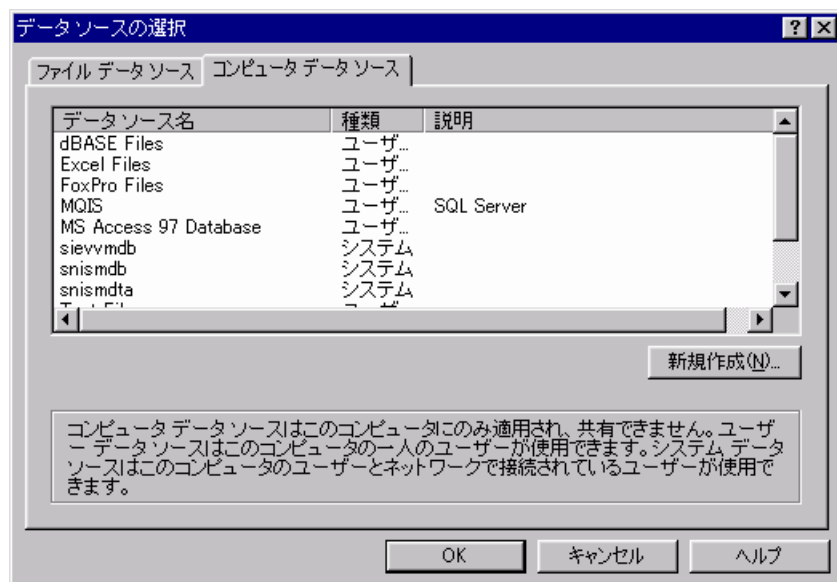 データ ソースの選択
ファイル データ ソース コンピュータ データ ソース
データ ソース名 種類 説明
dBASE Files ユーザ...
Excel Files ユーザ...
FoxPro Files ユーザ...
MQIS ユーザ... SQL Server
MS Access 97 Database ユーザ...
sievvmdb システム
snismdb システム
snismdta システム
新規作成(N)...
コンピュータ データ ソースはこのコンピュータにのみ適用され、共有できません。ユーザ
ー データ ソースはこのコンピュータの一人のユーザーが使用できます。システム データ
ソースはこのコンピュータのユーザーとネットワークで接続されているユーザーが使用で
きます。
OK キャンセル ヘルプ